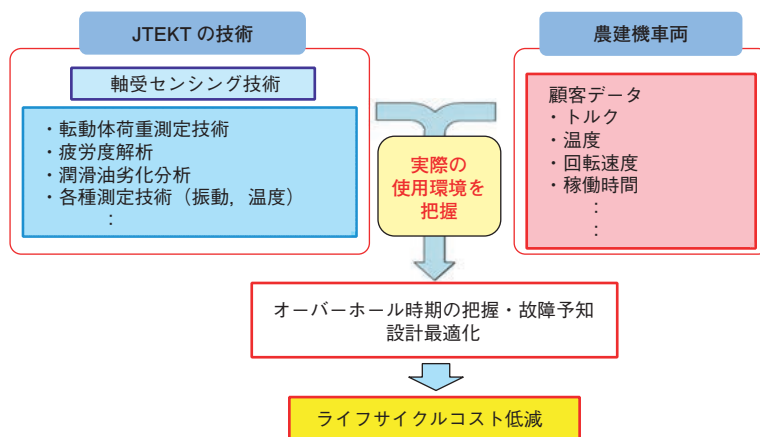 JTEKT の技術
軸受センシング技術
・転動体荷重測定技術
・疲労度解析
・潤滑油劣化分析
・各種測定技術（振動，温度）
：
農建機車両
顧客データ
・トルク
・温度
・回転速度
・稼働時間
：
：
実際の
使用環境を
把握
オーバーホール時期の把握・故障予知
設計最適化
ライフサイクルコスト低減